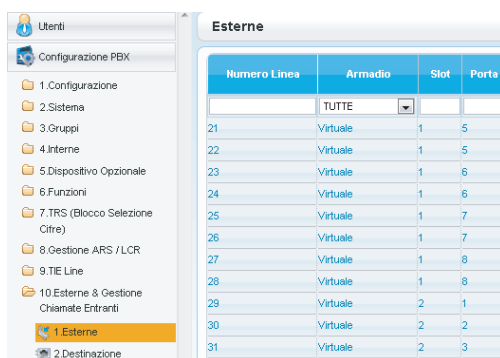 Utenti
Configurazione PBX
1.Configurazione
2.Sistema
3.Gruppi
4.Interne
5.Dispositivo Opzionale
6.Funzioni
7.TRS (Blocco Selezione
Cifre)
8.Gestione ARS / LCR
9.TIE Line
10.Esterne & Gestione
Chiamate Entranti
1.Esterne
2.Destinazione
Esterne
Numero Linea Armadio Slot Porta
TUTTE
21 Virtuale 1 5
22 Virtuale 1 5
23 Virtuale 1 6
24 Virtuale 1 6
25 Virtuale 1 7
26 Virtuale 1 7
27 Virtuale 1 8
28 Virtuale 1 8
29 Virtuale 2 1
30 Virtuale 2 2
31 Virtuale 2 3